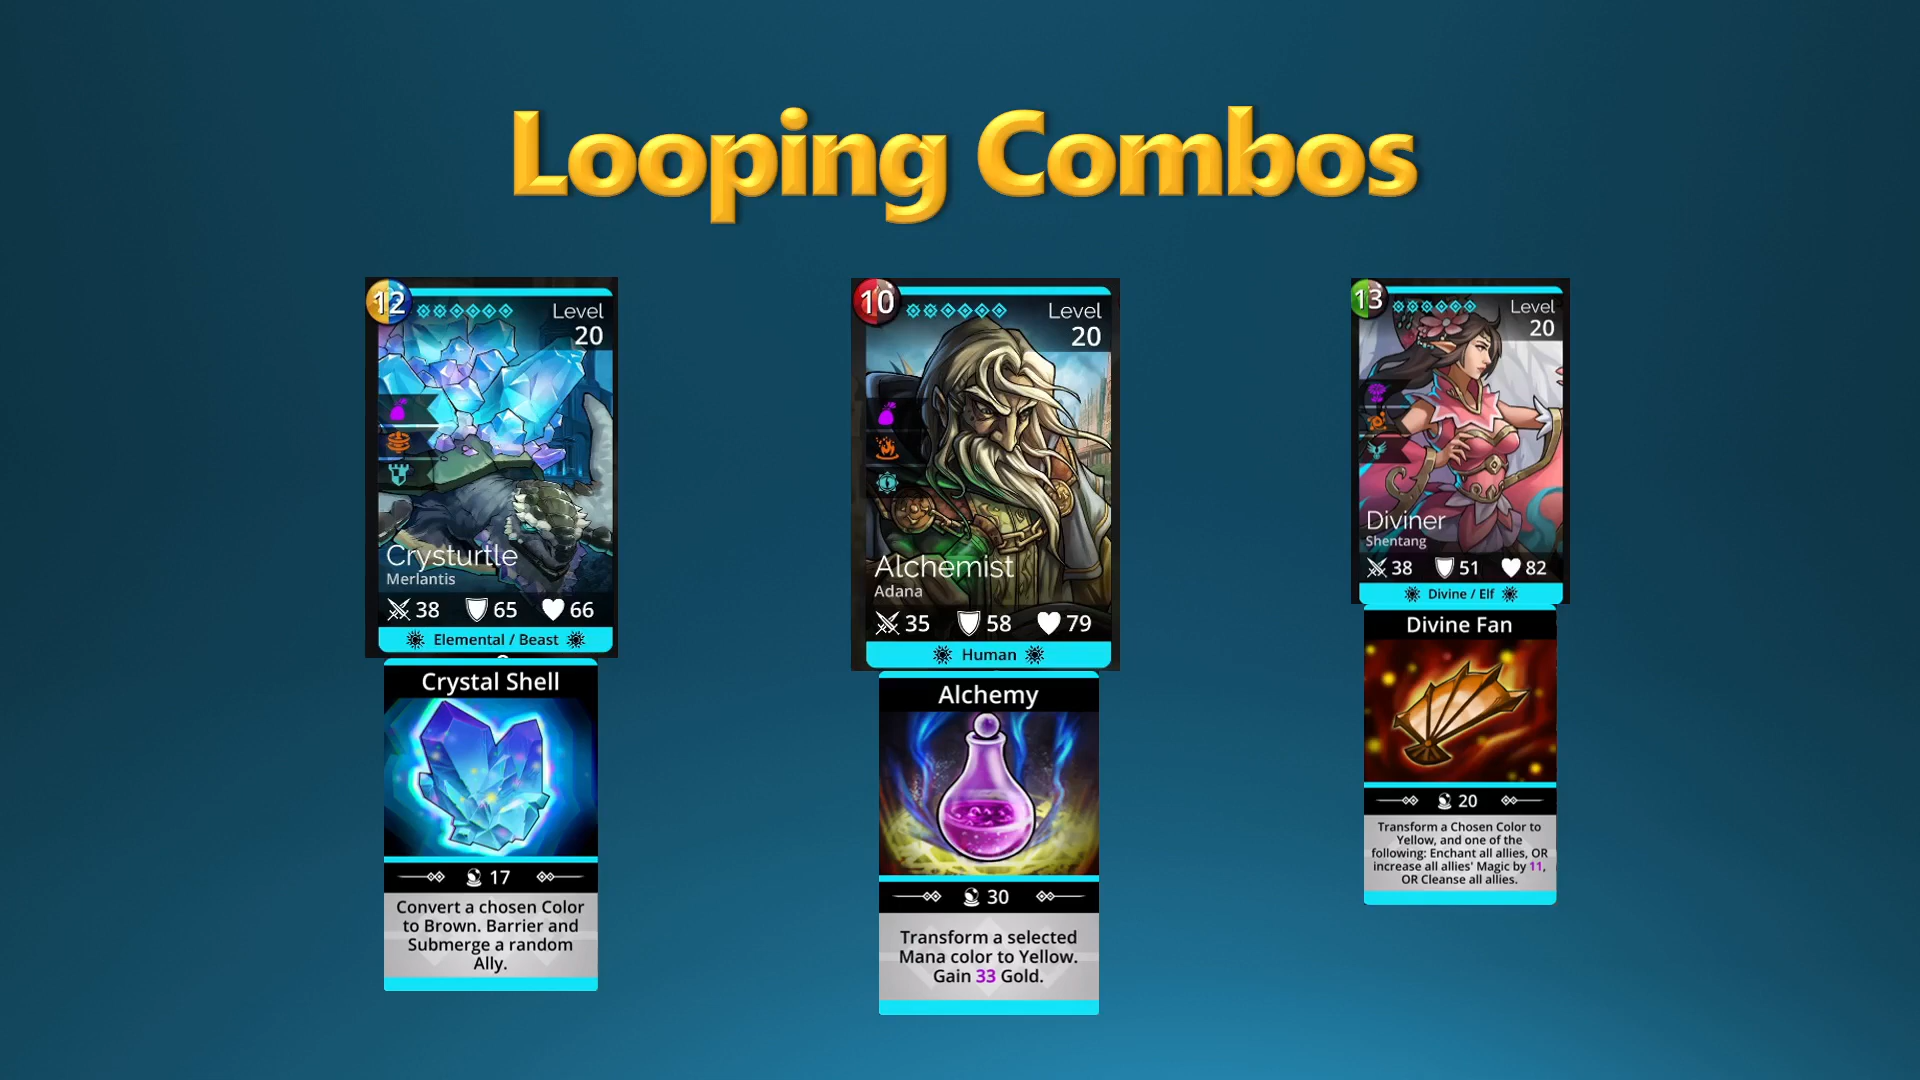 Looping Combos
12
Level
20
Crysturtle
Merlantis
38 65 66
Elemental / Beast
Crystal Shell
17
Convert a chosen Color
to Brown. Barrier and
Submerge a random
Ally.
10
Level
20
Alchemist
Adana
35 58 79
Human
Alchemy
30
Transform a selected
Mana color to Yellow.
Gain 33 Gold.
13
Level
20
Diviner
Shentang
38 51 82
Divine / Elf
Divine Fan
20
Transform a Chosen Color to
Yellow, and one of the
following: Enchant all allies, OR
increase all allies' Magic by 11,
OR Cleanse all allies.